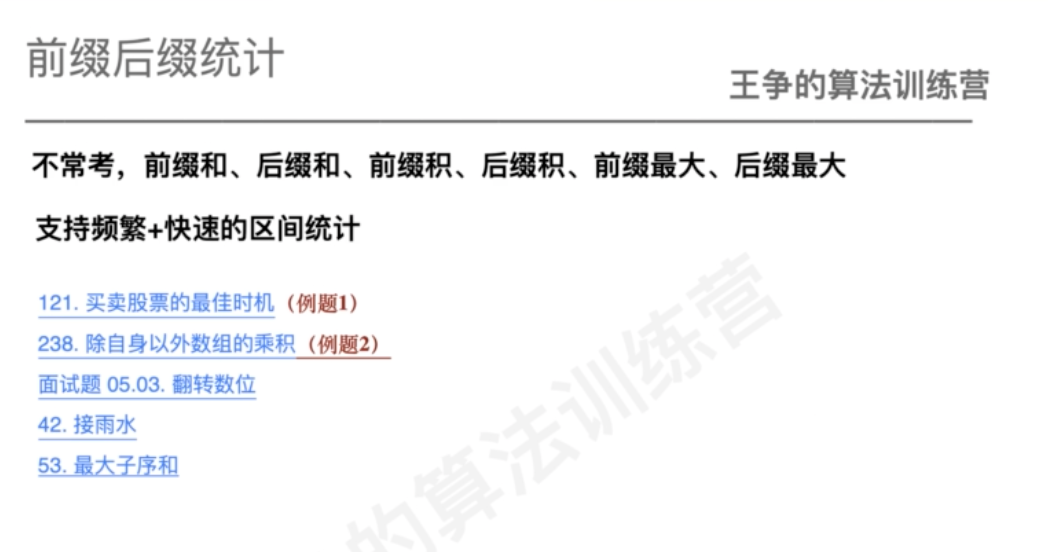 前缀后缀统计
王争的算法训练营
不常考，前缀和、后缀和、前缀积、后缀积、前缀最大、后缀最大
支持频繁+快速的区间统计
121. 买卖股票的最佳时机（例题1）
238. 除自身以外数组的乘积（例题2）
面试题 05.03. 翻转数位
42. 接雨水
53. 最大子序和
的算法训练营